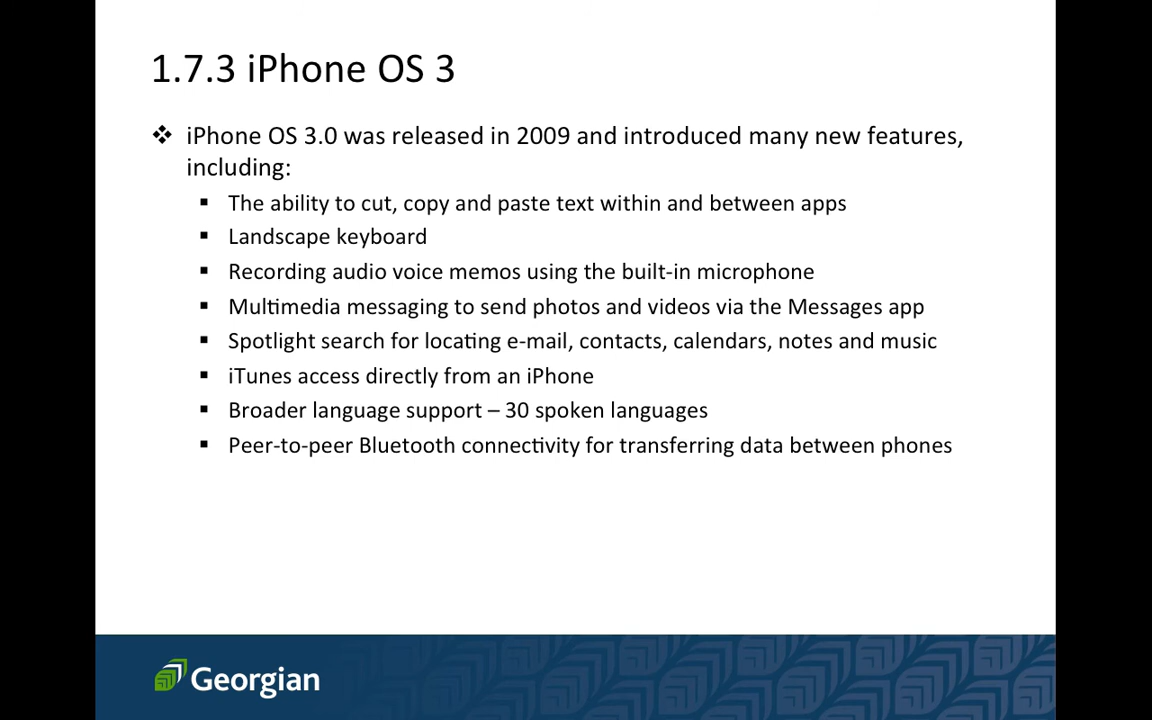 1.7.3 iPhone OS 3
❖ iPhone OS 3.0 was released in 2009 and introduced many new features,
including:
▪ The ability to cut, copy and paste text within and between apps
▪ Landscape keyboard
▪ Recording audio voice memos using the built-in microphone
▪ Multimedia messaging to send photos and videos via the Messages app
▪ Spotlight search for locating e-mail, contacts, calendars, notes and music
▪ iTunes access directly from an iPhone
▪ Broader language support – 30 spoken languages
▪ Peer-to-peer Bluetooth connectivity for transferring data between phones
Georgian